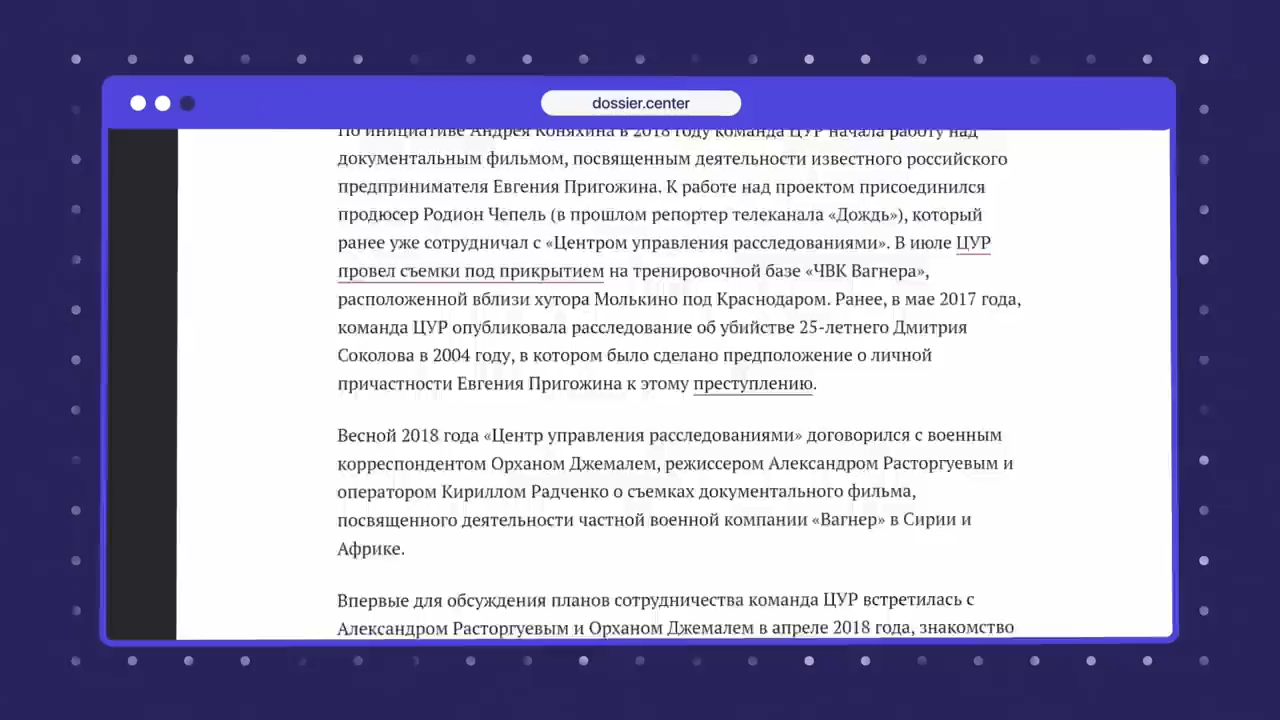 dossier.center
По инициативе Андрея Коняхина в 2018 году команда ЦУР начала работу над
документальным фильмом, посвященным деятельности известного российского
предпринимателя Евгения Пригожина. К работе над проектом присоединился
продюсер Родион Чепель (в прошлом репортер телеканала «Дождь»), который
ранее уже сотрудничал с «Центром управления расследованиями». В июле ЦУР
провел съемки под прикрытием на тренировочной базе «ЧВК Вагнера»,
расположенной вблизи хутора Молькино под Краснодаром. Ранее, в мае 2017 года,
команда ЦУР опубликовала расследование об убийстве 25-летнего Дмитрия
Соколова в 2004 году, в котором было сделано предположение о личной
причастности Евгения Пригожина к этому преступлению.
Весной 2018 года «Центр управления расследованиями» договорился с военным
корреспондентом Орханом Джемалем, режиссером Александром Расторгуевым и
оператором Кириллом Радченко о съемках документального фильма,
посвященного деятельности частной военной компании «Вагнер» в Сирии и
Африке.
Впервые для обсуждения планов сотрудничества команда ЦУР встретилась с
Александром Расторгуевым и Орханом Джемалем в апреле 2018 года, знакомство